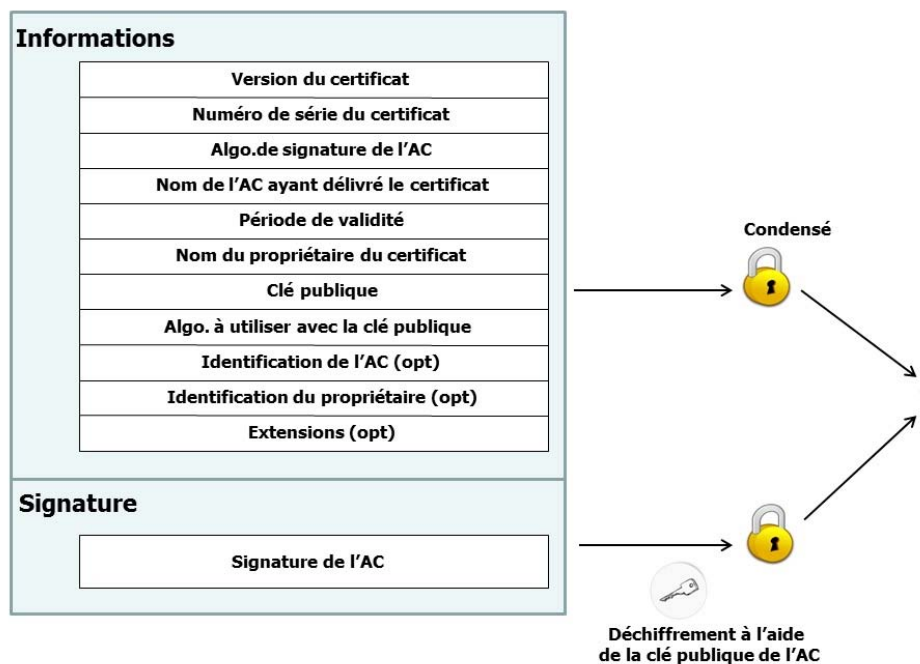 Informations
Version du certificat
Numéro de série du certificat
Algo.de signature de l'AC
Nom de l'AC ayant délivré le certificat
Période de validité
Nom du propriétaire du certificat
Clé publique
Algo. à utiliser avec la clé publique
Identification de l'AC (opt)
Identification du propriétaire (opt)
Extensions (opt)
Condensé
Signature
Signature de l'AC
Déchiffrement à l'aide
de la clé publique de l'AC